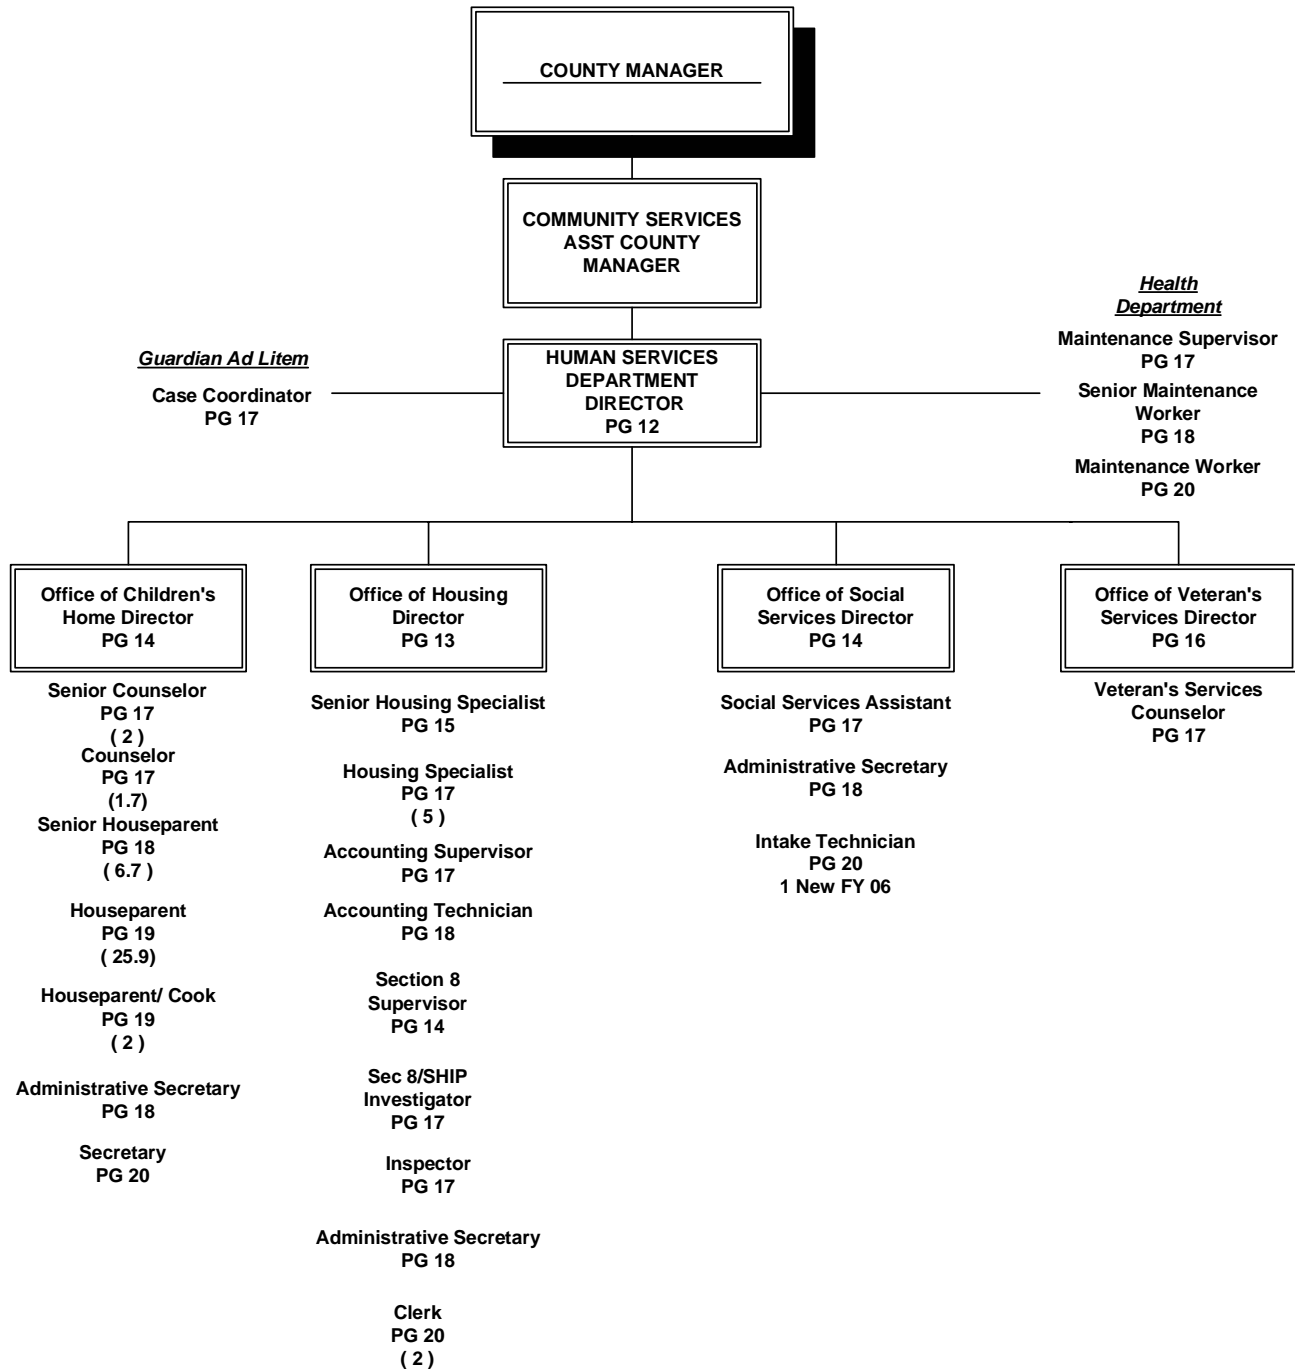 COUNTY MANAGER
COMMUNITY SERVICES
ASST COUNTY
MANAGER
Guardian Ad Litem
Case Coordinator
PG 17
HUMAN SERVICES
DEPARTMENT
DIRECTOR
PG 12
Health
Department
Maintenance Supervisor
PG 17
Senior Maintenance
Worker
PG 18
Maintenance Worker
PG 20
Office of Children's
Home Director
PG 14
Senior Counselor
PG 17
( 2 )
Counselor
PG 17
(1.7)
Senior Houseparent
PG 18
( 6.7 )
Houseparent
PG 19
( 25.9)
Houseparent/ Cook
PG 19
( 2 )
Administrative Secretary
PG 18
Secretary
PG 20
Office of Housing
Director
PG 13
Senior Housing Specialist
PG 15
Housing Specialist
PG 17
( 5 )
Accounting Supervisor
PG 17
Accounting Technician
PG 18
Section 8
Supervisor
PG 14
Sec 8/SHIP
Investigator
PG 17
Inspector
PG 17
Administrative Secretary
PG 18
Clerk
PG 20
( 2 )
Office of Social
Services Director
PG 14
Social Services Assistant
PG 17
Administrative Secretary
PG 18
Intake Technician
PG 20
1 New FY 06
Office of Veteran's
Services Director
PG 16
Veteran's Services
Counselor
PG 17